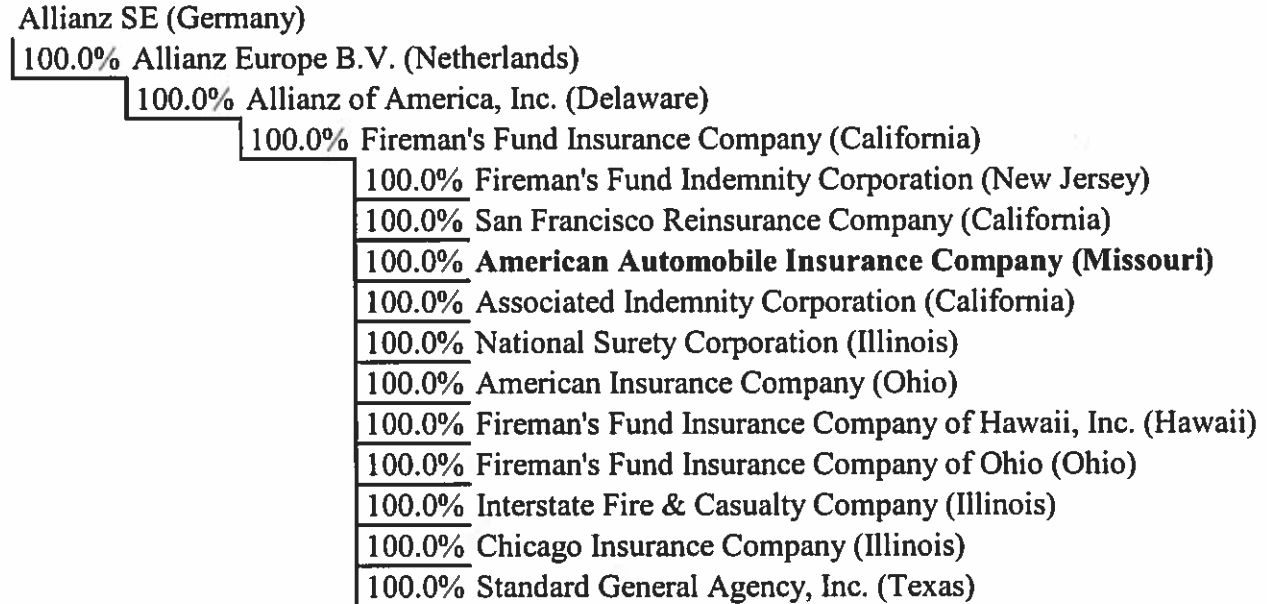 Allianz SE (Germany)
100.0% Allianz Europe B.V. (Netherlands)
100.0% Allianz of America, Inc. (Delaware)
100.0% Fireman's Fund Insurance Company (California)
100.0% Fireman's Fund Indemnity Corporation (New Jersey)
100.0% San Francisco Reinsurance Company (California)
100.0% American Automobile Insurance Company (Missouri)
100.0% Associated Indemnity Corporation (California)
100.0% National Surety Corporation (Illinois)
100.0% American Insurance Company (Ohio)
100.0% Fireman's Fund Insurance Company of Hawaii, Inc. (Hawaii)
100.0% Fireman's Fund Insurance Company of Ohio (Ohio)
100.0% Interstate Fire & Casualty Company (Illinois)
100.0% Chicago Insurance Company (Illinois)
100.0% Standard General Agency, Inc. (Texas)